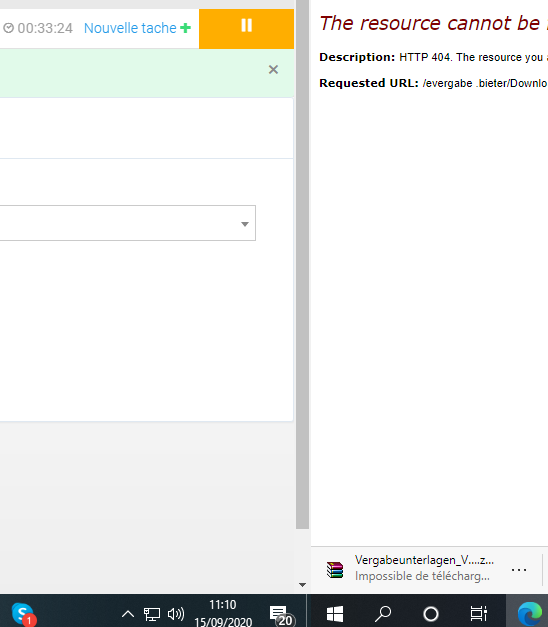 00:33:24 Nouvelle tache
The resource cannot be
Description: HTTP 404. The resource you
Requested URL: /evergabe .bieter/Downlo
Vergabeunterlagen_V....z...
Impossible de télécharg...
1
11:10
15/09/2020
20